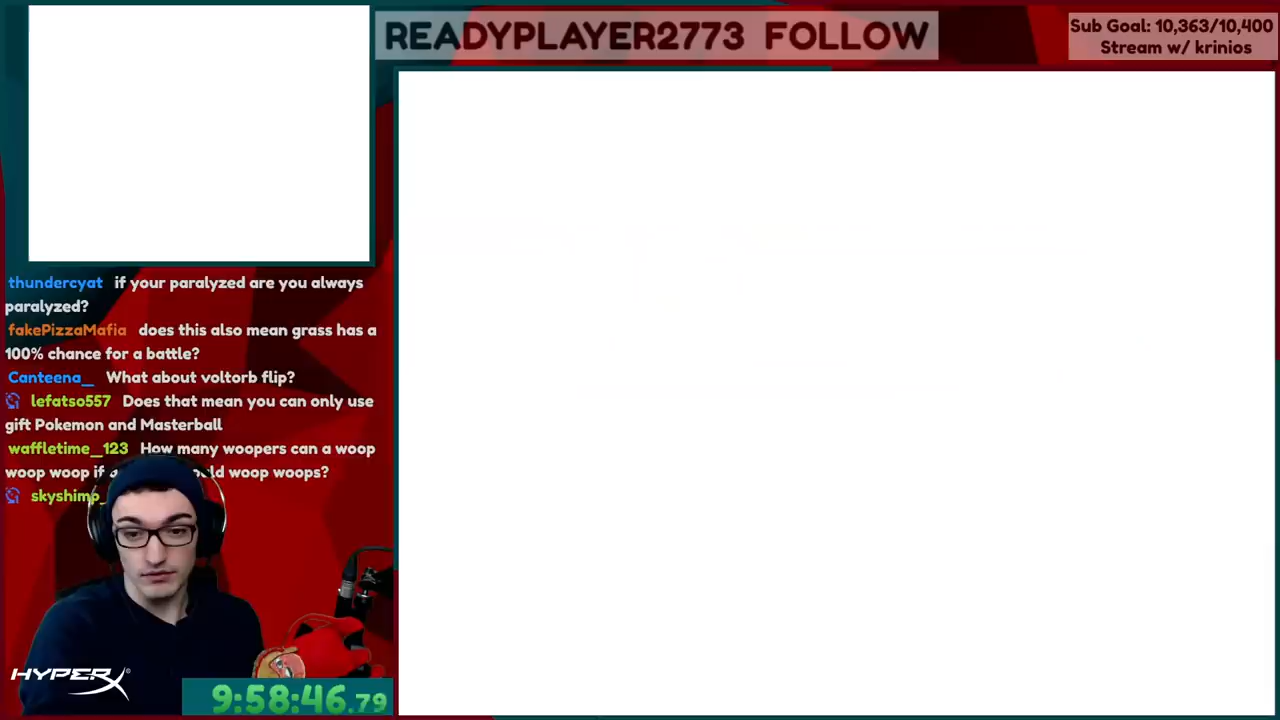 READYPLAYER2773 FOLLOW
Sub Goal: 10,363/10,400
Stream w/ krinios
thundercyat if your paralyzed are you always
paralyzed?
fakePizzaMafia does this also mean grass has a
100% chance for a battle?
Canteena_ What about voltorb flip?
lefatso557 Does that mean you can only use
gift Pokemon and Masterball
waffletime_123 How many woopers can a woop
woop woop if woop woops?
HYPERX
9:58:46.79